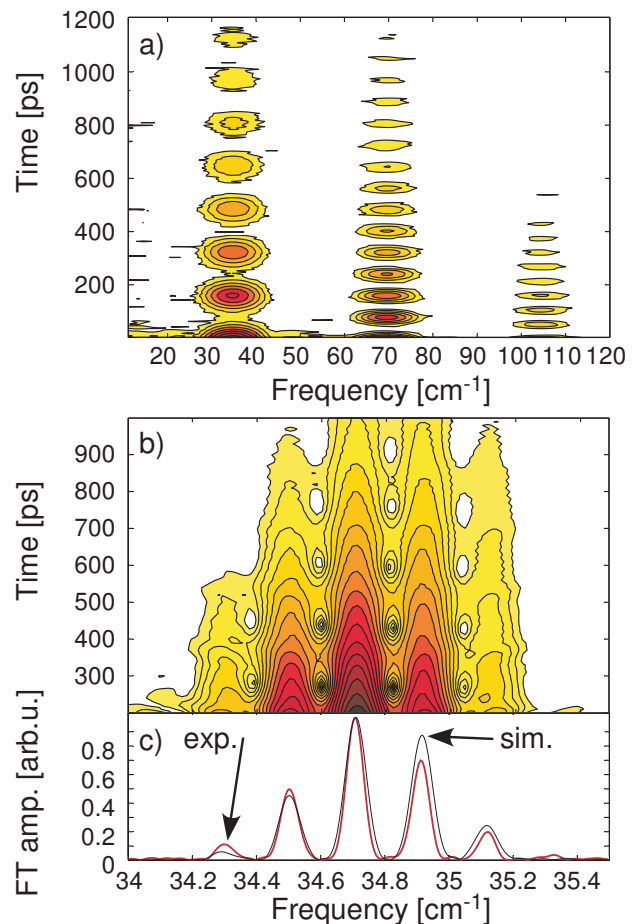 a)
Time [ps]
1200
1000
800
600
400
200
20 30 40 50 60 70 80 90 100 110 120
Frequency [cm-1]
b)
Time [ps]
900
800
700
600
500
400
300
c)
exp.
sim.
FT amp. [arb.u.]
0.8
0.6
0.4
0.2
0
34 34.2 34.4 34.6 34.8 35 35.2 35.4
Frequency [cm-1]